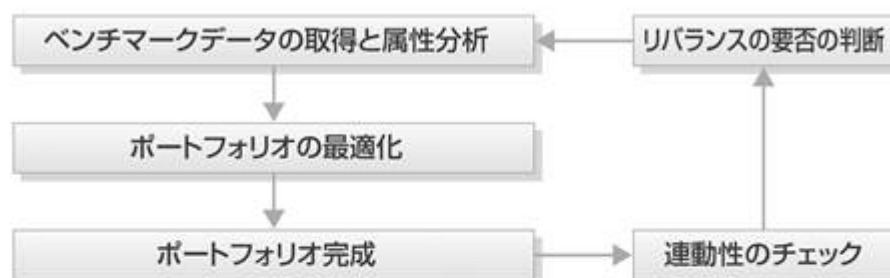 ベンチマークデータの取得と属性分析
リバランスの要否の判断
ポートフォリオの最適化
ポートフォリオ完成
連動性のチェック